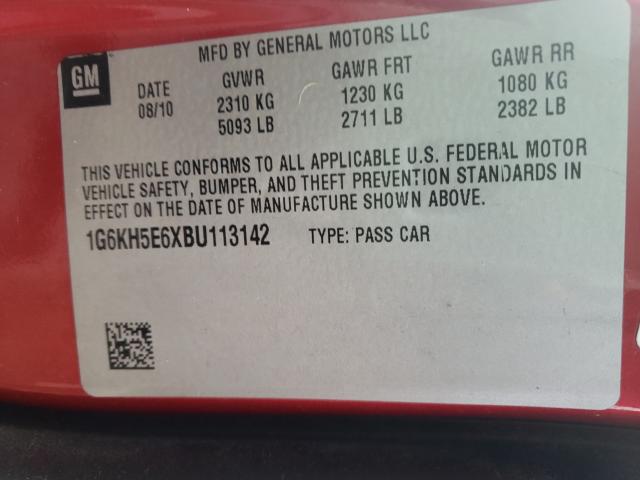 GM
MFD BY GENERAL MOTORS LLC
DATE GVWR GAWR FRT GAWR RR
08/10 2310 KG 1230 KG 1080 KG
5093 LB 2711 LB 2382 LB
THIS VEHICLE CONFORMS TO ALL APPLICABLE U.S. FEDERAL MOTOR
VEHICLE SAFETY, BUMPER, AND THEFT PREVENTION STANDARDS IN
EFFECT ON THE DATE OF MANUFACTURE SHOWN ABOVE.
1G6KH5E6XBU113142 TYPE: PASS CAR